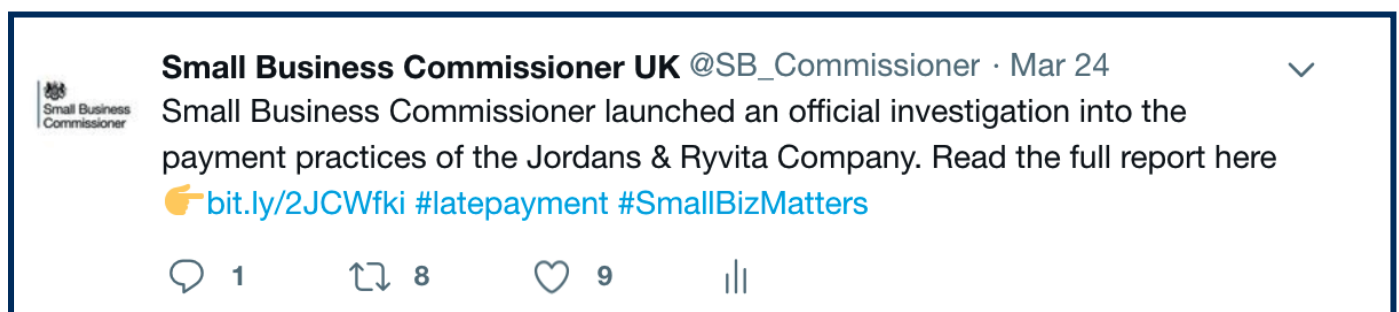 Small Business Commissioner UK @SB_Commissioner · Mar 24
Small Business
Commissioner
Small Business Commissioner launched an official investigation into the
payment practices of the Jordans & Ryvita Company. Read the full report here
👉bit.ly/2JCWfki #latepayment #SmallBizMatters
1 8 9